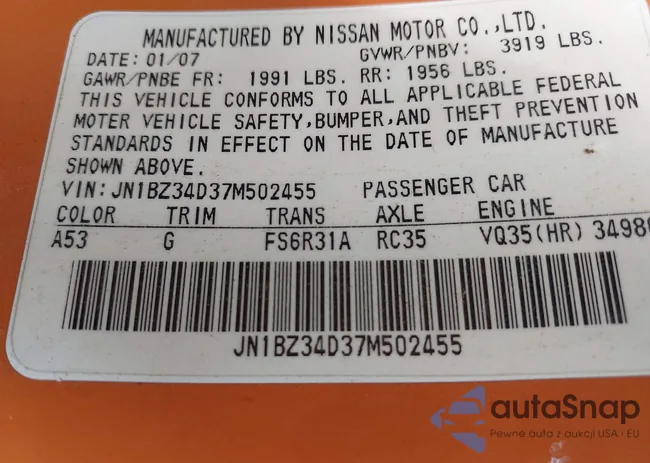 MANUFACTURED BY NISSAN MOTOR CO.,LTD.
DATE: 01/07 GVWR/PNBV: 3919 LBS.
GAWR/PNBE FR: 1991 LBS. RR: 1956 LBS.
THIS VEHICLE CONFORMS TO ALL APPLICABLE FEDERAL
MOTER VEHICLE SAFETY,BUMPER,AND THEFT PREVENTION
STANDARDS IN EFFECT ON THE DATE OF MANUFACTURE
SHOWN ABOVE.
VIN:JN1BZ34D37M502455 PASSENGER CAR
COLOR TRIM TRANS AXLE ENGINE
A53 G FS6R31A RC35 VQ35(HR) 3498
JN1BZ34D37M502455
autaSnap
Pewne auta z aukcji USA i EU